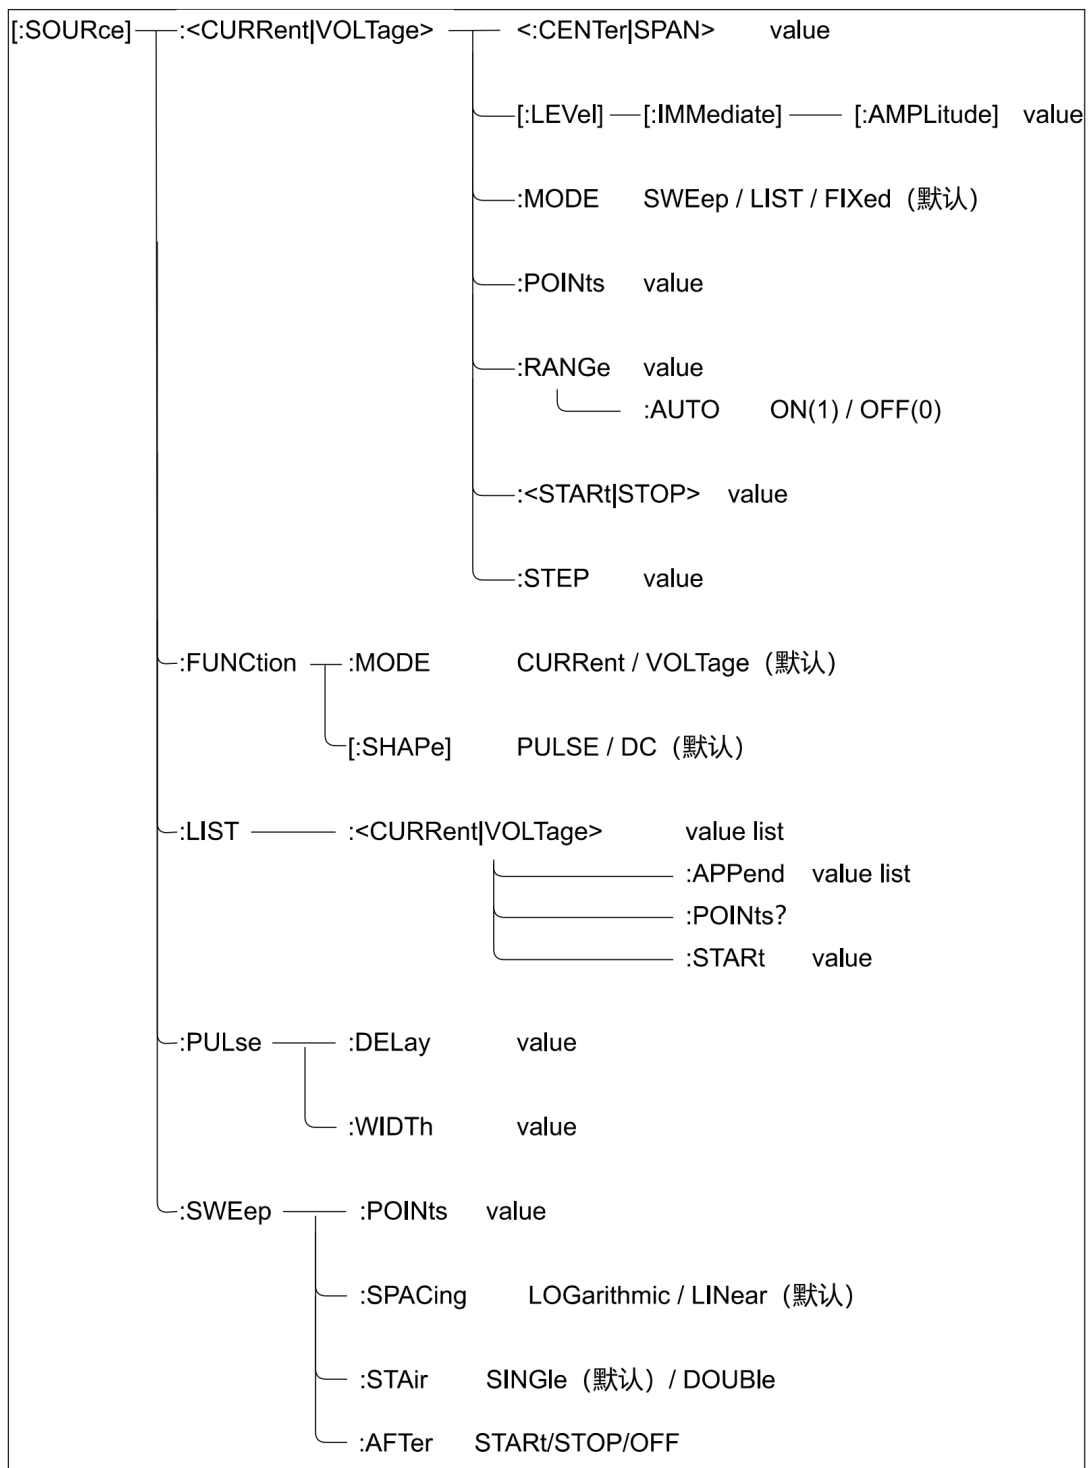 [:SOURce] :<CURRent|VOLTage> <:CENTer|SPAN> value
[:LEVel] [:IMMediate] [:AMPLitude] value
:MODE SWEep / LIST / FIXed（默认）
:POINts value
:RANGe value
:AUTO ON(1) / OFF(0)
:<STARt|STOP> value
:STEP value
:FUNCtion :MODE CURRent / VOLTage（默认）
[:SHAPe] PULSE / DC（默认）
:LIST :<CURRent|VOLTage> value list
:APPend value list
:POINts?
:STARt value
:PULse :DELay value
:WIDTh value
:SWEep :POINts value
:SPACing LOGarithmic / LINear（默认）
:STAir SINGle（默认）/ DOUBle
:AFTer STARt/STOP/OFF